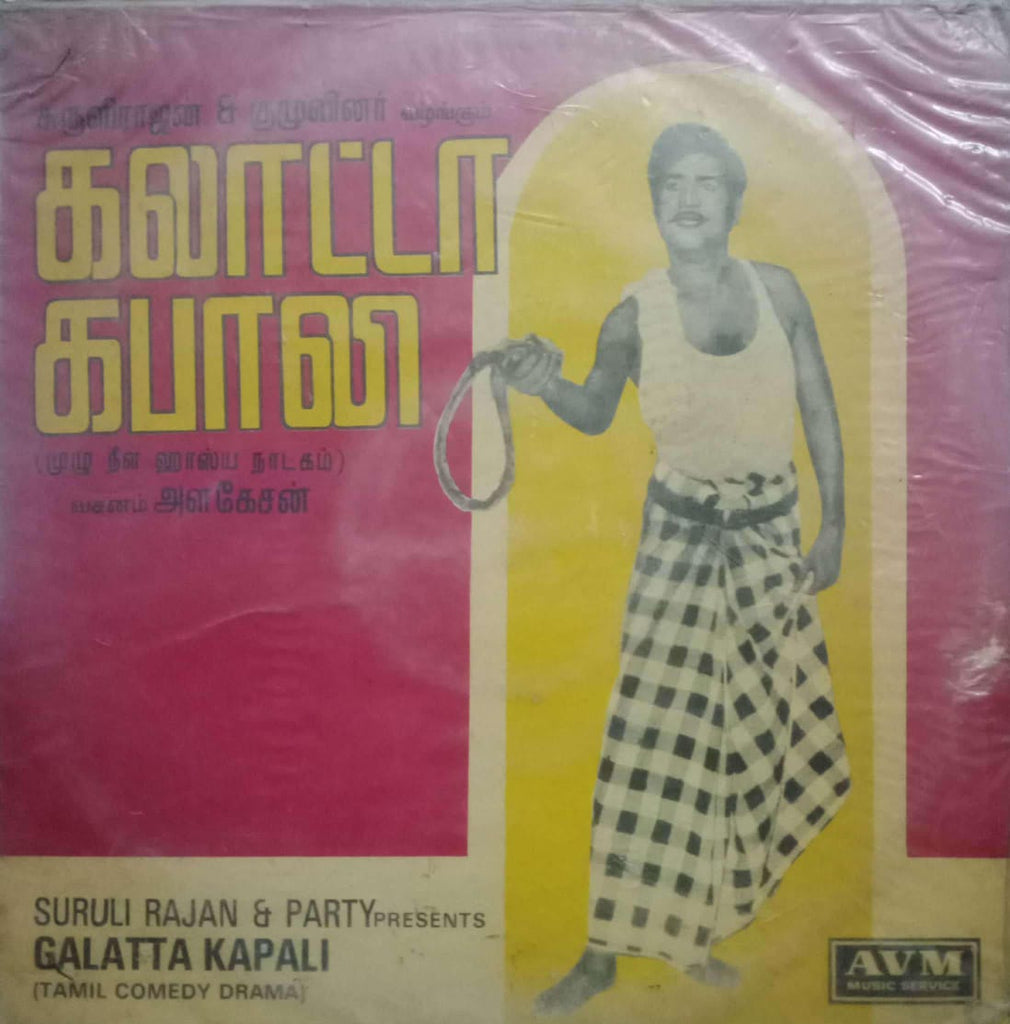 சுருளிராஜன் & குழுவினர் வழங்கும்
கலாட்டா
கபாலி
(முழு நீள ஹாஸ்ய நாடகம்)
வசனம் அளகேசன்
SURULI RAJAN & PARTY PRESENTS
GALATTA KAPALI
(TAMIL COMEDY DRAMA)
AVM
MUSIC SERVICE